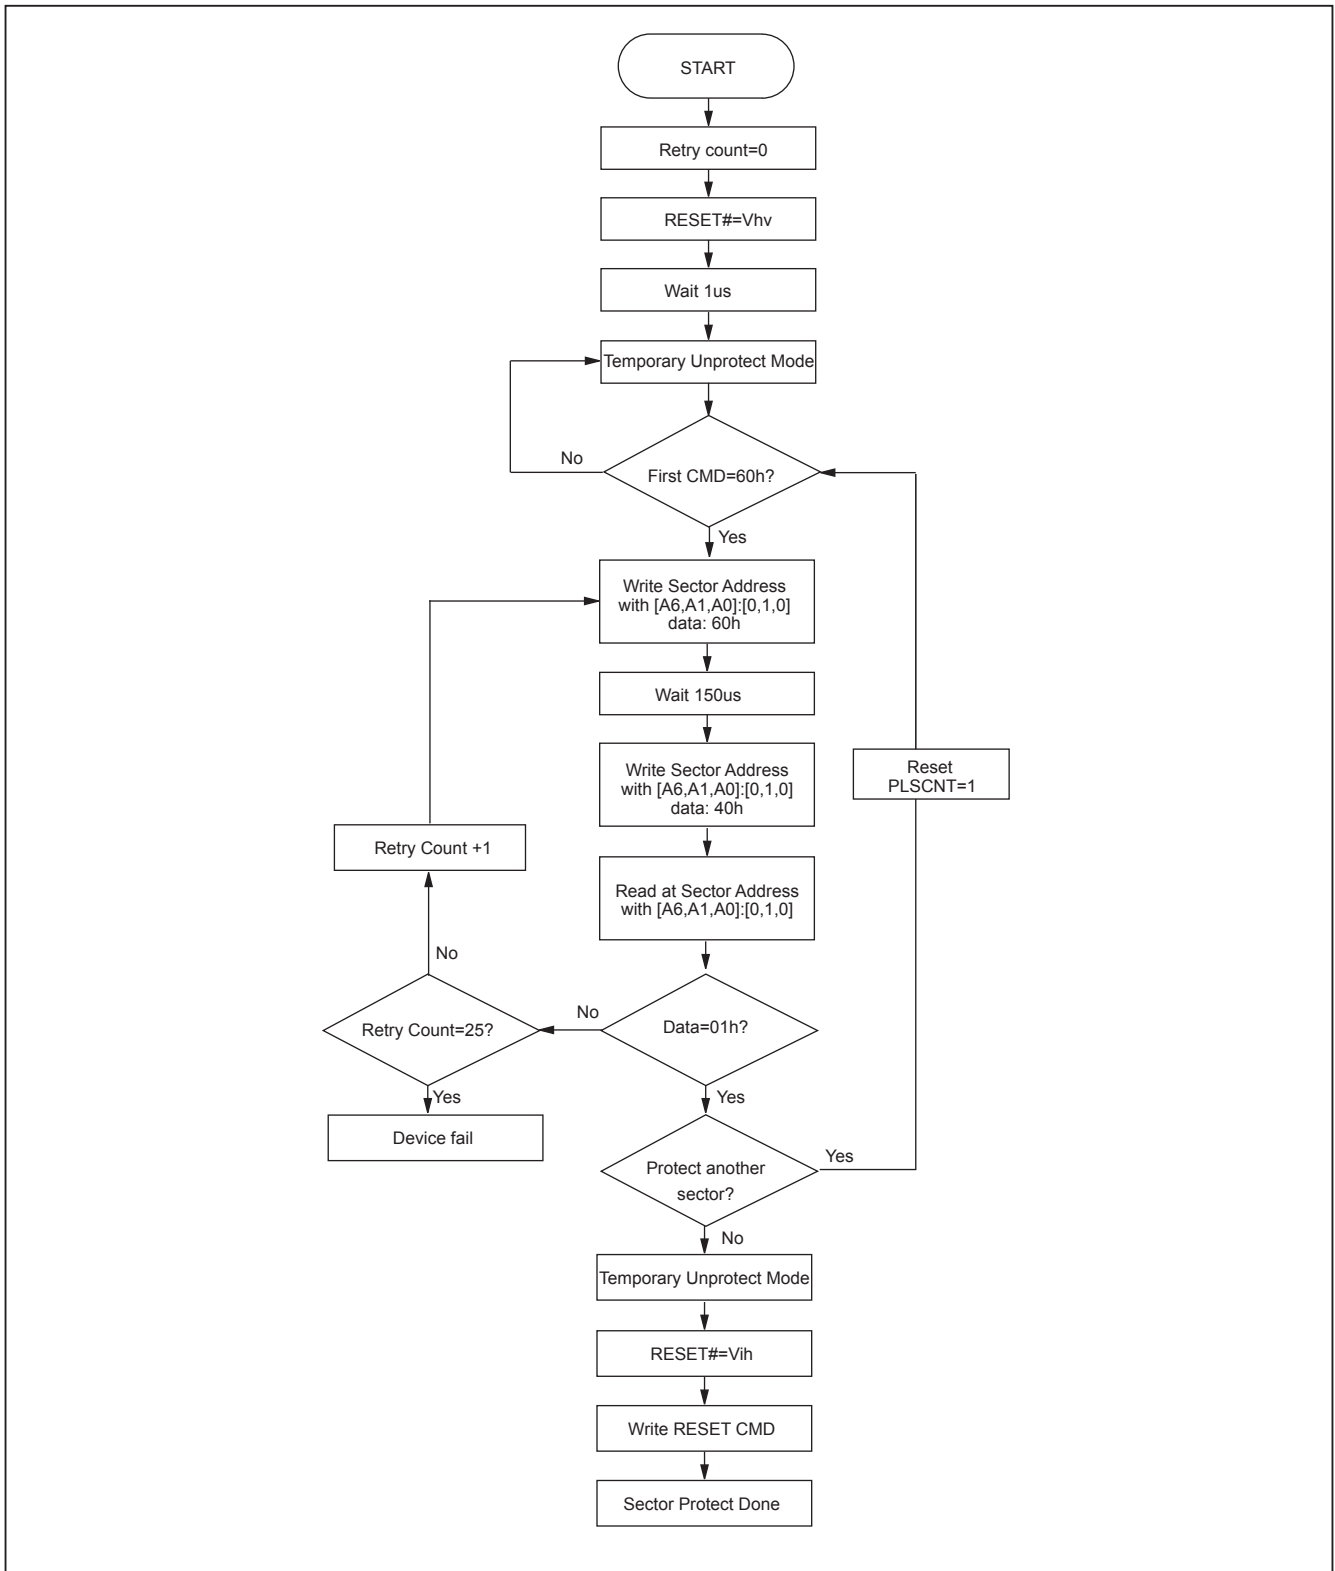 START
Retry count=0
RESET#=Vhv
Wait 1us
Temporary Unprotect Mode
No
First CMD=60h?
Yes
Write Sector Address
with [A6,A1,A0]:[0,1,0]
data: 60h
Wait 150us
Write Sector Address
with [A6,A1,A0]:[0,1,0]
data: 40h
Reset
PLSCNT=1
Retry Count +1
Read at Sector Address
with [A6,A1,A0]:[0,1,0]
No
No
Retry Count=25?
Data=01h?
Yes
Yes
Device fail
Protect another
sector?
Yes
No
Temporary Unprotect Mode
RESET#=Vih
Write RESET CMD
Sector Protect Done